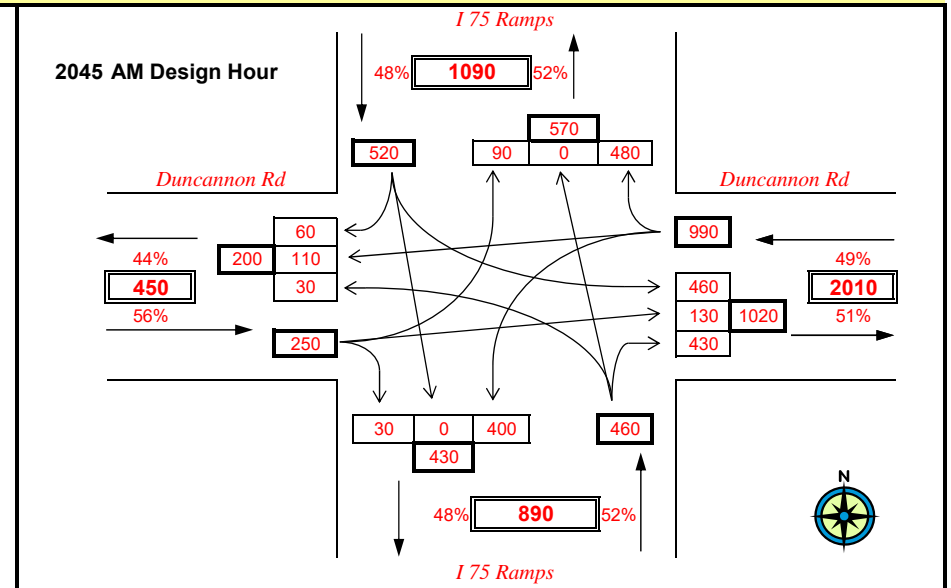 I 75 Ramps
2045 AM Design Hour
48% 1090 52%
570
520 90 0 480
Duncannon Rd Duncannon Rd
60 990
44% 200 110 49%
450 30 460 2010
56% 130 1020 51%
250 430
30 0 400 460
430
N
48% 890 52%
I 75 Ramps